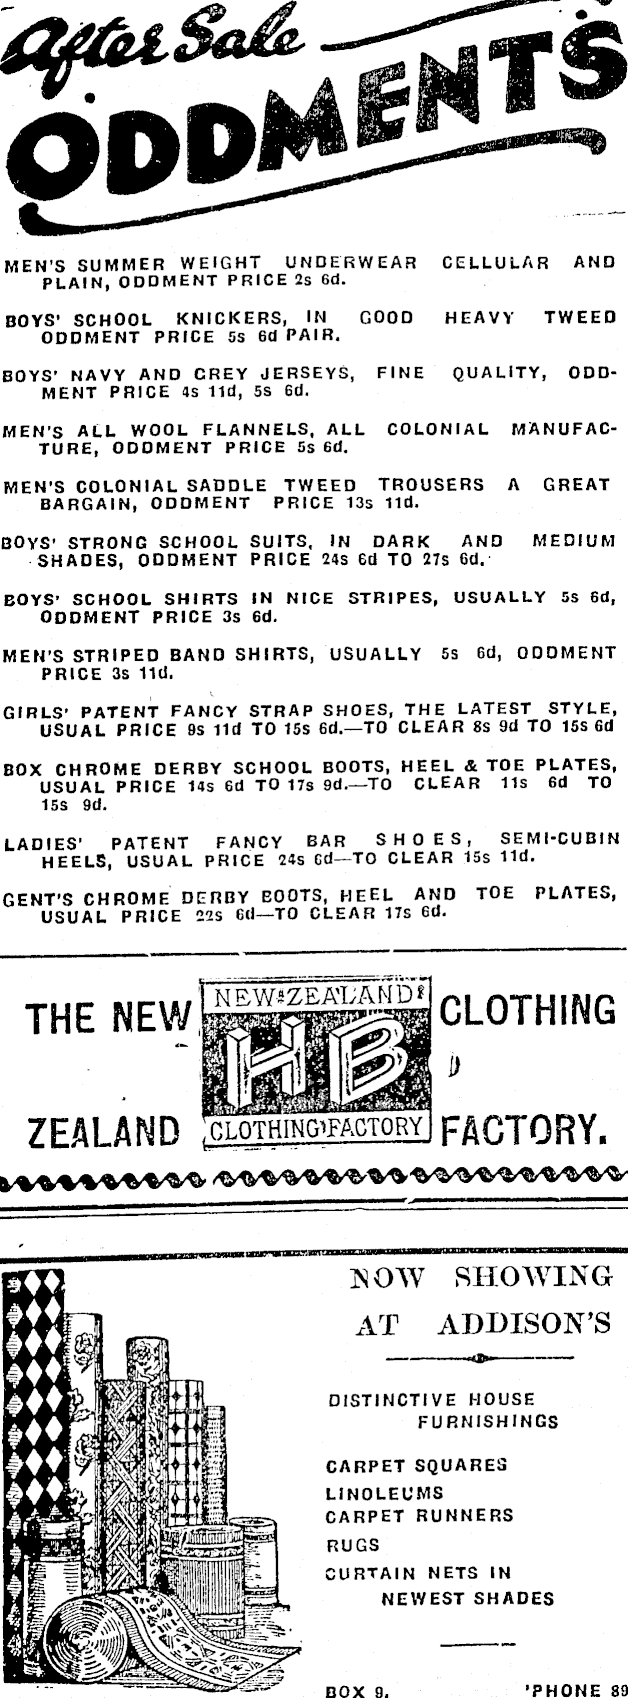 After Sale
ODDMENTS
MEN'S SUMMER WEIGHT UNDERWEAR CELLULAR AND
PLAIN, ODDMENT PRICE 2s 6d.
BOYS' SCHOOL KNICKERS, IN GOOD HEAVY TWEED
ODDMENT PRICE 5s 6d PAIR.
BOYS' NAVY AND GREY JERSEYS, FINE QUALITY, ODD-
MENT PRICE 4s 11d, 5s 6d.
MEN'S ALL WOOL FLANNELS, ALL COLONIAL MANUFAC-
TURE, ODDMENT PRICE 5s 6d.
MEN'S COLONIAL SADDLE TWEED TROUSERS A GREAT
BARGAIN, ODDMENT PRICE 13s 11d.
BOYS' STRONG SCHOOL SUITS, IN DARK AND MEDIUM
SHADES, ODDMENT PRICE 24s 6d TO 27s 6d.
BOYS' SCHOOL SHIRTS IN NICE STRIPES, USUALLY 5s 6d,
ODDMENT PRICE 3s 6d.
MEN'S STRIPED BAND SHIRTS, USUALLY 5s 6d, ODDMENT
PRICE 3s 11d.
GIRLS' PATENT FANCY STRAP SHOES, THE LATEST STYLE,
USUAL PRICE 9s 11d TO 15s 6d.—TO CLEAR 8s 9d TO 15s 6d
BOX CHROME DERBY SCHOOL BOOTS, HEEL & TOE PLATES,
USUAL PRICE 14s 6d TO 17s 9d.—TO CLEAR 11s 6d TO
15s 9d.
LADIES' PATENT FANCY BAR SHOES, SEMI-CUBIN
HEELS, USUAL PRICE 24s 6d—TO CLEAR 15s 11d.
GENT'S CHROME DERBY BOOTS, HEEL AND TOE PLATES,
USUAL PRICE 22s 6d—TO CLEAR 17s 6d.
THE NEW
ZEALAND
NEW ZEALAND
HB
CLOTHING FACTORY
CLOTHING
FACTORY.
NOW SHOWING
AT ADDISON'S
DISTINCTIVE HOUSE
FURNISHINGS
CARPET SQUARES
LINOLEUMS
CARPET RUNNERS
RUGS
CURTAIN NETS IN
NEWEST SHADES
BOX 9. 'PHONE 89